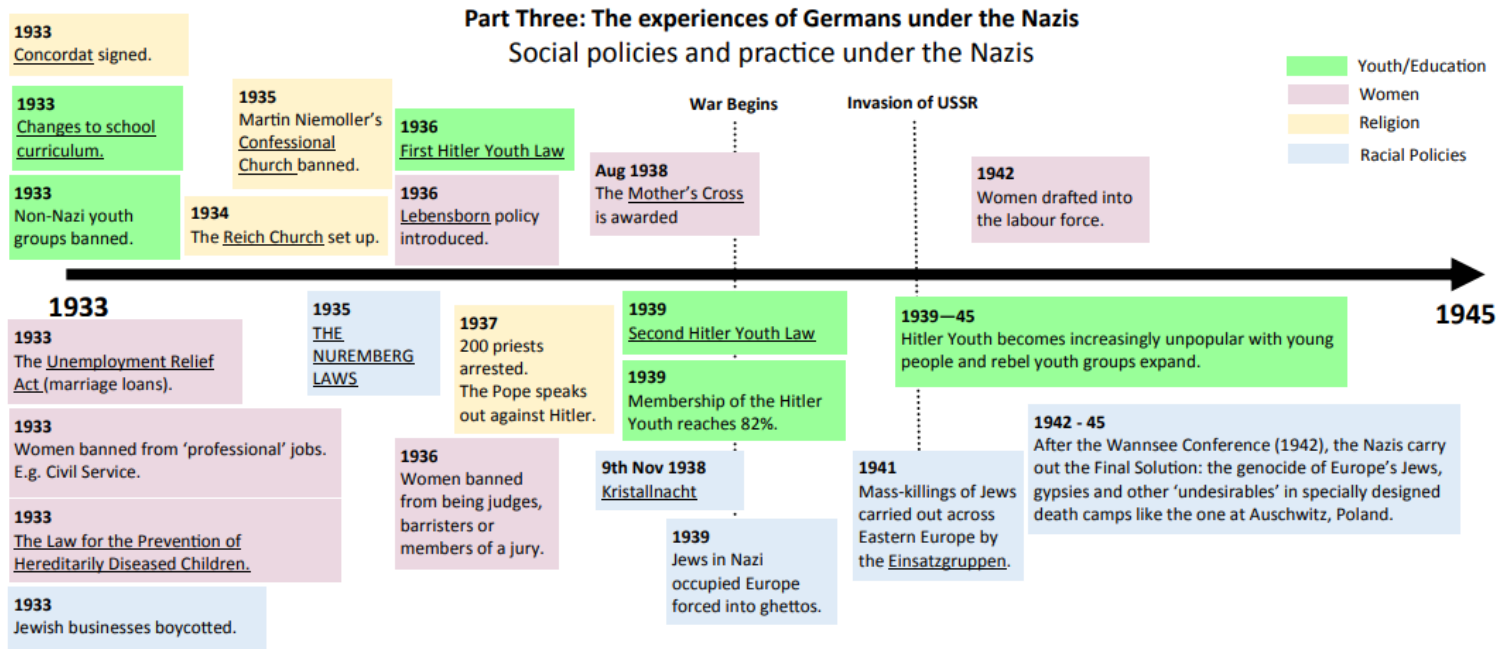 Part Three: The experiences of Germans under the Nazis
Social policies and practice under the Nazis
Youth/Education
Women
Religion
Racial Policies
1933
Concordat signed.
1933
Changes to school
curriculum.
1933
Non-Nazi youth
groups banned.
1935
Martin Niemoller’s
Confessional
Church banned.
1934
The Reich Church set up.
1936
First Hitler Youth Law
1936
Lebensborn policy
introduced.
War Begins
Aug 1938
The Mother’s Cross
is awarded
Invasion of USSR
1942
Women drafted into
the labour force.
1933
1945
1933
The Unemployment Relief
Act (marriage loans).
1933
Women banned from ‘professional’ jobs.
E.g. Civil Service.
1933
The Law for the Prevention of
Hereditarily Diseased Children.
1933
Jewish businesses boycotted.
1935
THE
NUREMBERG
LAWS
1937
200 priests
arrested.
The Pope speaks
out against Hitler.
1936
Women banned
from being judges,
barristers or
members of a jury.
1939
Second Hitler Youth Law
1939
Membership of the Hitler
Youth reaches 82%.
9th Nov 1938
Kristallnacht
1939
Jews in Nazi
occupied Europe
forced into ghettos.
1939—45
Hitler Youth becomes increasingly unpopular with young
people and rebel youth groups expand.
1941
Mass-killings of Jews
carried out across
Eastern Europe by
the Einsatzgruppen.
1942 - 45
After the Wannsee Conference (1942), the Nazis carry
out the Final Solution: the genocide of Europe’s Jews,
gypsies and other ‘undesirables’ in specially designed
death camps like the one at Auschwitz, Poland.